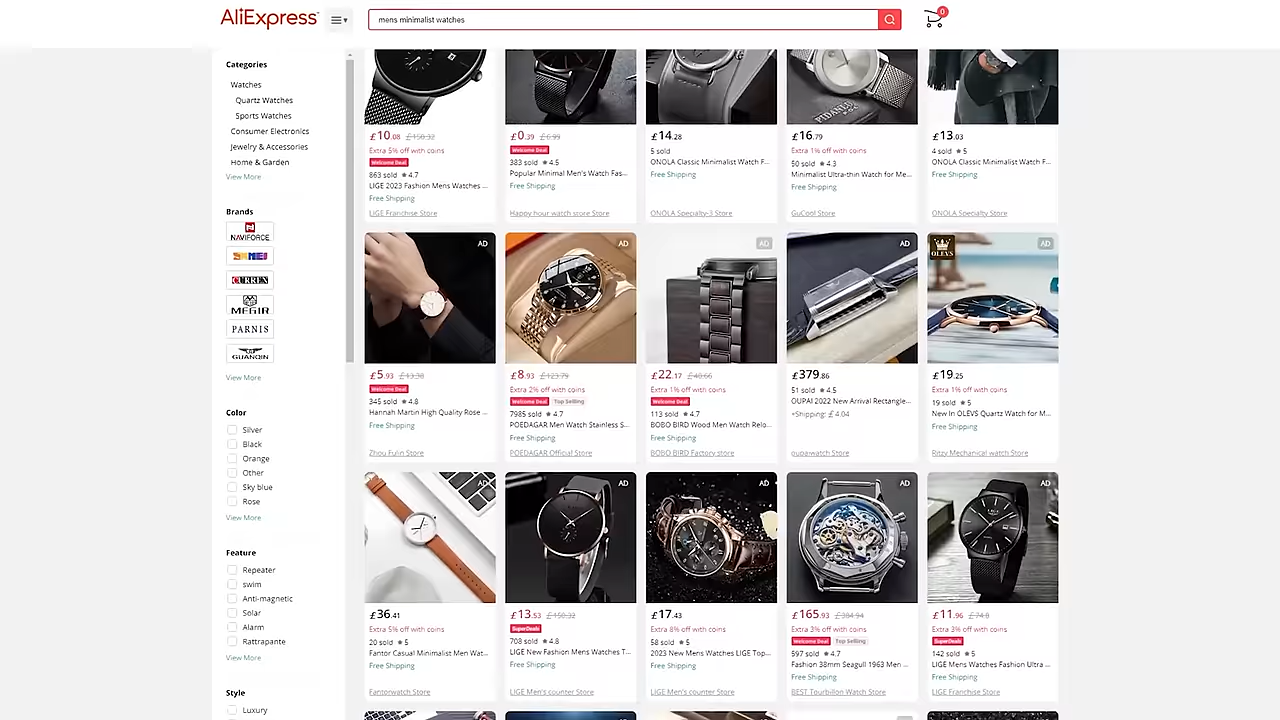 AliExpress
mens minimalist watches
0
Categories
Watches
Quartz Watches
Sports Watches
Consumer Electronics
Jewelry & Accessories
Home & Garden
View More
Brands
NAVIFORCE
SKMEI
CURREN
MEGIR
PARNIS
GUANQIN
View More
Color
Silver
Black
Orange
Other
Sky blue
Rose
View More
Feature
Repeater
swim
Anti-magnetic
Solar
Alarm
Rattrapante
View More
Style
Luxury
£10.08 £150.32
Extra 5% off with coins
Welcome Deal
863 sold ★4.7
LIGE 2023 Fashion Mens Watches ...
Free Shipping
LIGE Franchise Store
£0.39 £6.99
Welcome Deal
383 sold ★4.5
Popular Minimal Men's Watch Fas...
Free Shipping
Happy hour watch store Store
£14.28
5 sold
ONOLA Classic Minimalist Watch F...
Free Shipping
ONOLA Specialty-3 Store
£16.79
Extra 1% off with coins
50 sold ★4.3
Minimalist Ultra-thin Watch for Me...
Free Shipping
GuCool Store
£13.03
4 sold ★5
ONOLA Classic Minimalist Watch F...
Free Shipping
ONOLA Specialty Store
AD
£5.93 £13.38
Welcome Deal
345 sold ★4.8
Hannah Martin High Quality Rose ...
Free Shipping
Zhou Fulin Store
AD
£8.93 £123.79
Extra 2% off with coins
Welcome Deal Top Selling
7985 sold ★4.7
POEDAGAR Men Watch Stainless S...
Free Shipping
POEDAGAR Official Store
AD
£22.17 £40.66
Extra 1% off with coins
Welcome Deal
113 sold ★4.7
BOBO BIRD Wood Men Watch Relo...
Free Shipping
BOBO BIRD Factory store
AD
£379.86
51 sold ★4.5
OUPAI 2022 New Arrival Rectangle...
+Shipping: £4.04
pupawatch Store
OLEVS
AD
£19.25
Extra 1% off with coins
19 sold ★5
New In OLEVS Quartz Watch for M...
Free Shipping
Ritzy Mechanical watch Store
AD
£36.41
Extra 5% off with coins
20 sold ★5
Fantor Casual Minimalist Men Wat...
Free Shipping
Fantorwatch Store
AD
£13.53 £150.32
SuperDeals
708 sold ★4.8
LIGE New Fashion Mens Watches T...
Free Shipping
LIGE Men's counter Store
AD
£17.43
Extra 8% off with coins
58 sold ★5
2023 New Mens Watches LIGE Top...
Free Shipping
LIGE Men's counter Store
AD
£165.93 £384.94
Extra 3% off with coins
Welcome Deal Top Selling
597 sold ★4.7
Fashion 38mm Seagull 1963 Men ...
Free Shipping
BEST Tourbillon Watch Store
AD
£11.96 £74.8
Extra 3% off with coins
SuperDeals
142 sold ★5
LIGE Mens Watches Fashion Ultra ...
Free Shipping
LIGE Franchise Store